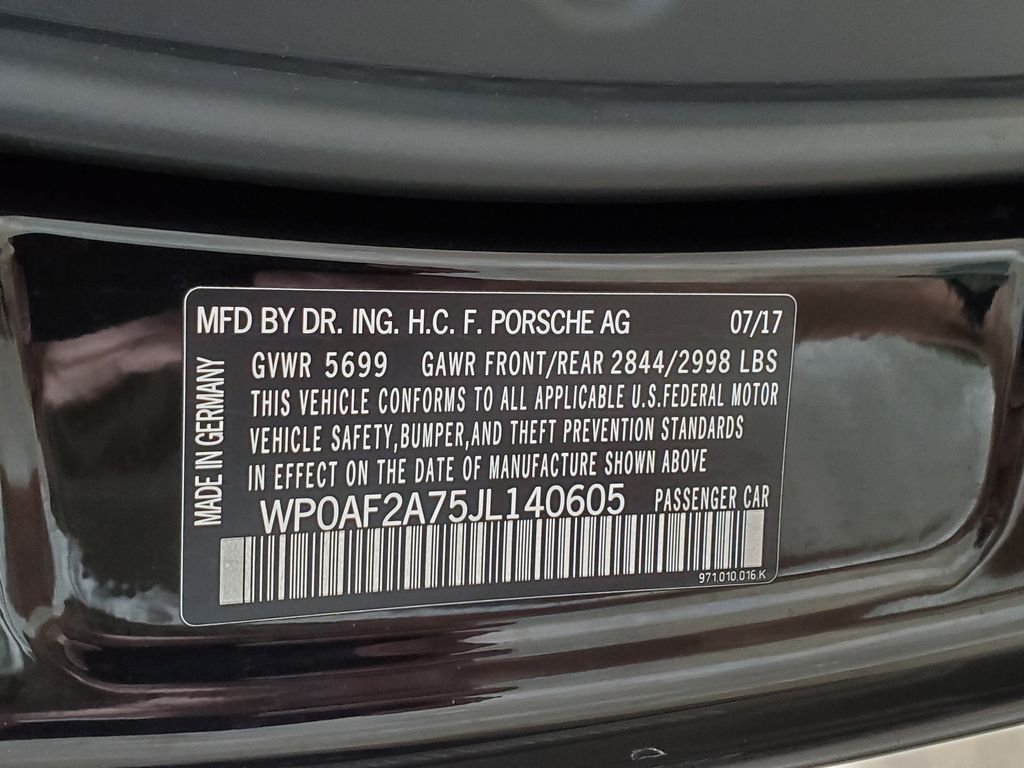 MFD BY DR. ING. H.C. F. PORSCHE AG 07/17
GVWR 5699 GAWR FRONT/REAR 2844/2998 LBS
THIS VEHICLE CONFORMS TO ALL APPLICABLE U.S.FEDERAL MOTOR
VEHICLE SAFETY,BUMPER,AND THEFT PREVENTION STANDARDS
IN EFFECT ON THE DATE OF MANUFACTURE SHOWN ABOVE
WP0AF2A75JL140605 PASSENGER CAR
971.010.016.K
MADE IN GERMANY